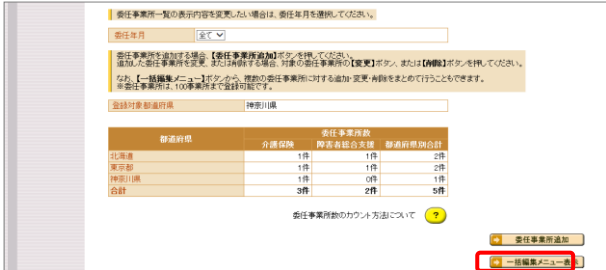 委任事業所一覧の表示内容を変更したい場合は、委任年月を選択してください。
委任年月 全て
委任事業所を追加する場合、【委任事業所追加】ボタンを押してください。
追加した委任事業所を変更、または削除する場合、対象の委任事業所の【変更】ボタン、または【削除】ボタンを押してください。
なお、【一括編集メニュー】ボタンから、複数の委任事業所に対する追加・変更・削除をまとめて行うこともできます。
※委任事業所は、100事業所まで登録可能です。
登録対象都道府県 神奈川県
都道府県 委任事業所数
介護保険 障害者総合支援 都道府県別合計
北海道 1件 1件 2件
東京都 1件 1件 2件
神奈川県 1件 0件 1件
合計 3件 2件 5件
委任事業所数のカウント方法について ?
委任事業所追加
一括編集メニュー表